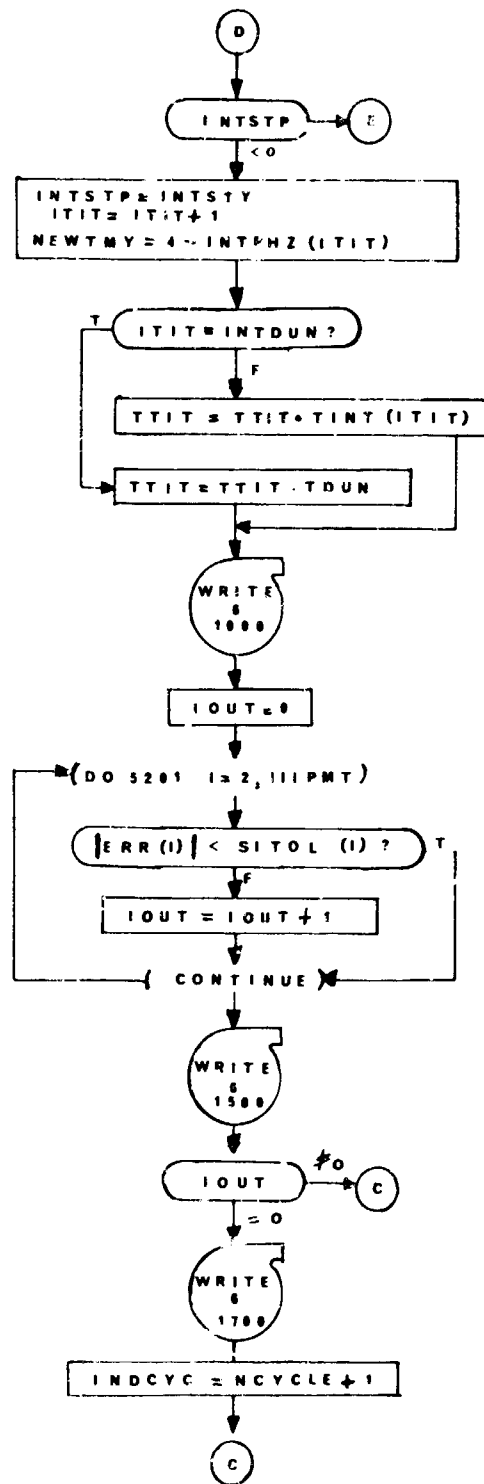 D
INTSTP
< 0
INTSTP = INTSTY
ITIT = ITIT + 1
NEWTMY = 4 - INTPHZ (ITIT)
T
ITIT = INTDUN ?
F
TTIT = TTIT + TINT (ITIT)
TTIT = TTIT - TDUN
WRITE
6
1000
IOUT = 0
( DO 5201 I = 2, IIIPMT )
|ERR(I)| < SITOL (I) ?
T
F
IOUT = IOUT + 1
( CONTINUE )
WRITE
6
1500
IOUT
≠ 0
C
= 0
WRITE
6
1700
INDCYC = NCYCLE + 1
C